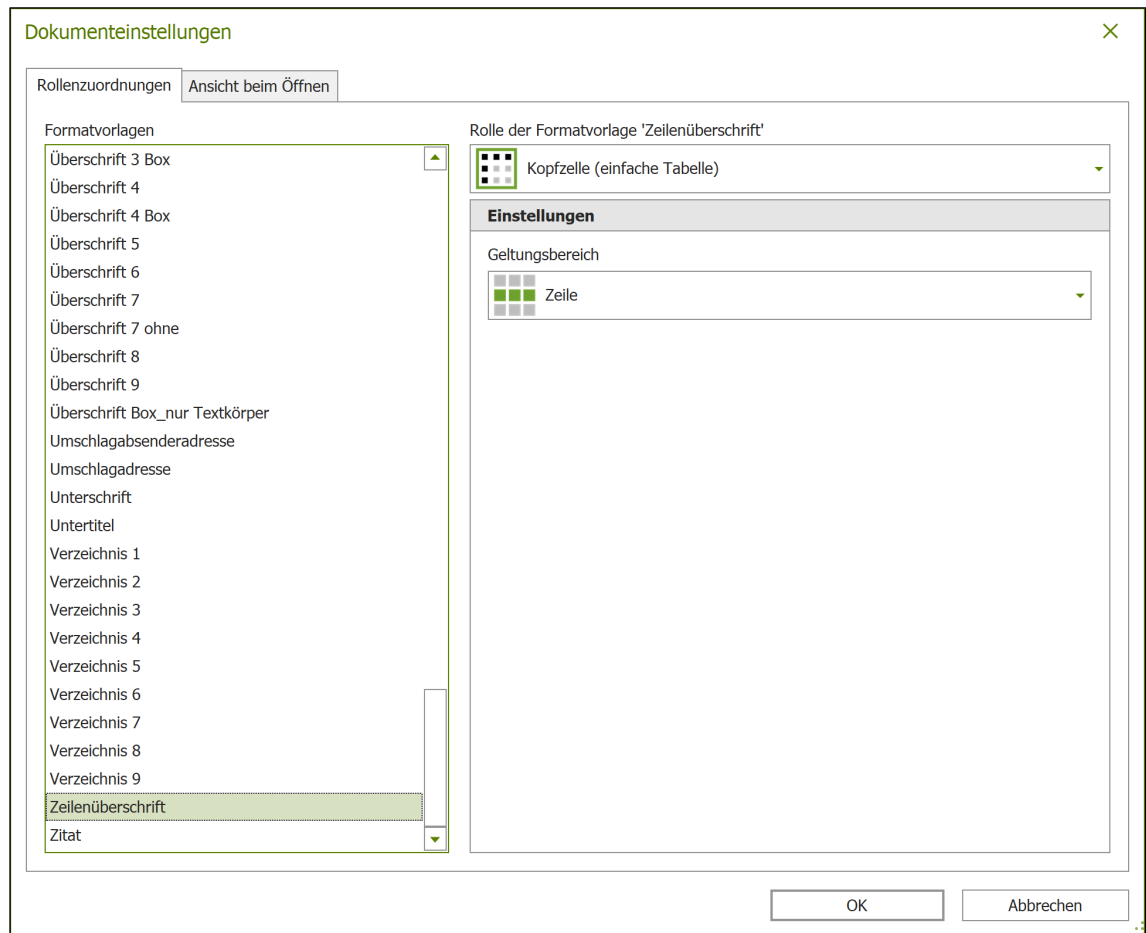 Dokumenteinstellungen
Rollenzuordnungen
Ansicht beim Öffnen
Formatvorlagen
Überschrift 3 Box
Überschrift 4
Überschrift 4 Box
Überschrift 5
Überschrift 6
Überschrift 7
Überschrift 7 ohne
Überschrift 8
Überschrift 9
Überschrift Box_nur Textkörper
Umschlagabsenderadresse
Umschlagadresse
Unterschrift
Untertitel
Verzeichnis 1
Verzeichnis 2
Verzeichnis 3
Verzeichnis 4
Verzeichnis 5
Verzeichnis 6
Verzeichnis 7
Verzeichnis 8
Verzeichnis 9
Zeilenüberschrift
Zitat
Rolle der Formatvorlage 'Zeilenüberschrift'
Kopfzelle (einfache Tabelle)
Einstellungen
Geltungsbereich
Zeile
OK
Abbrechen